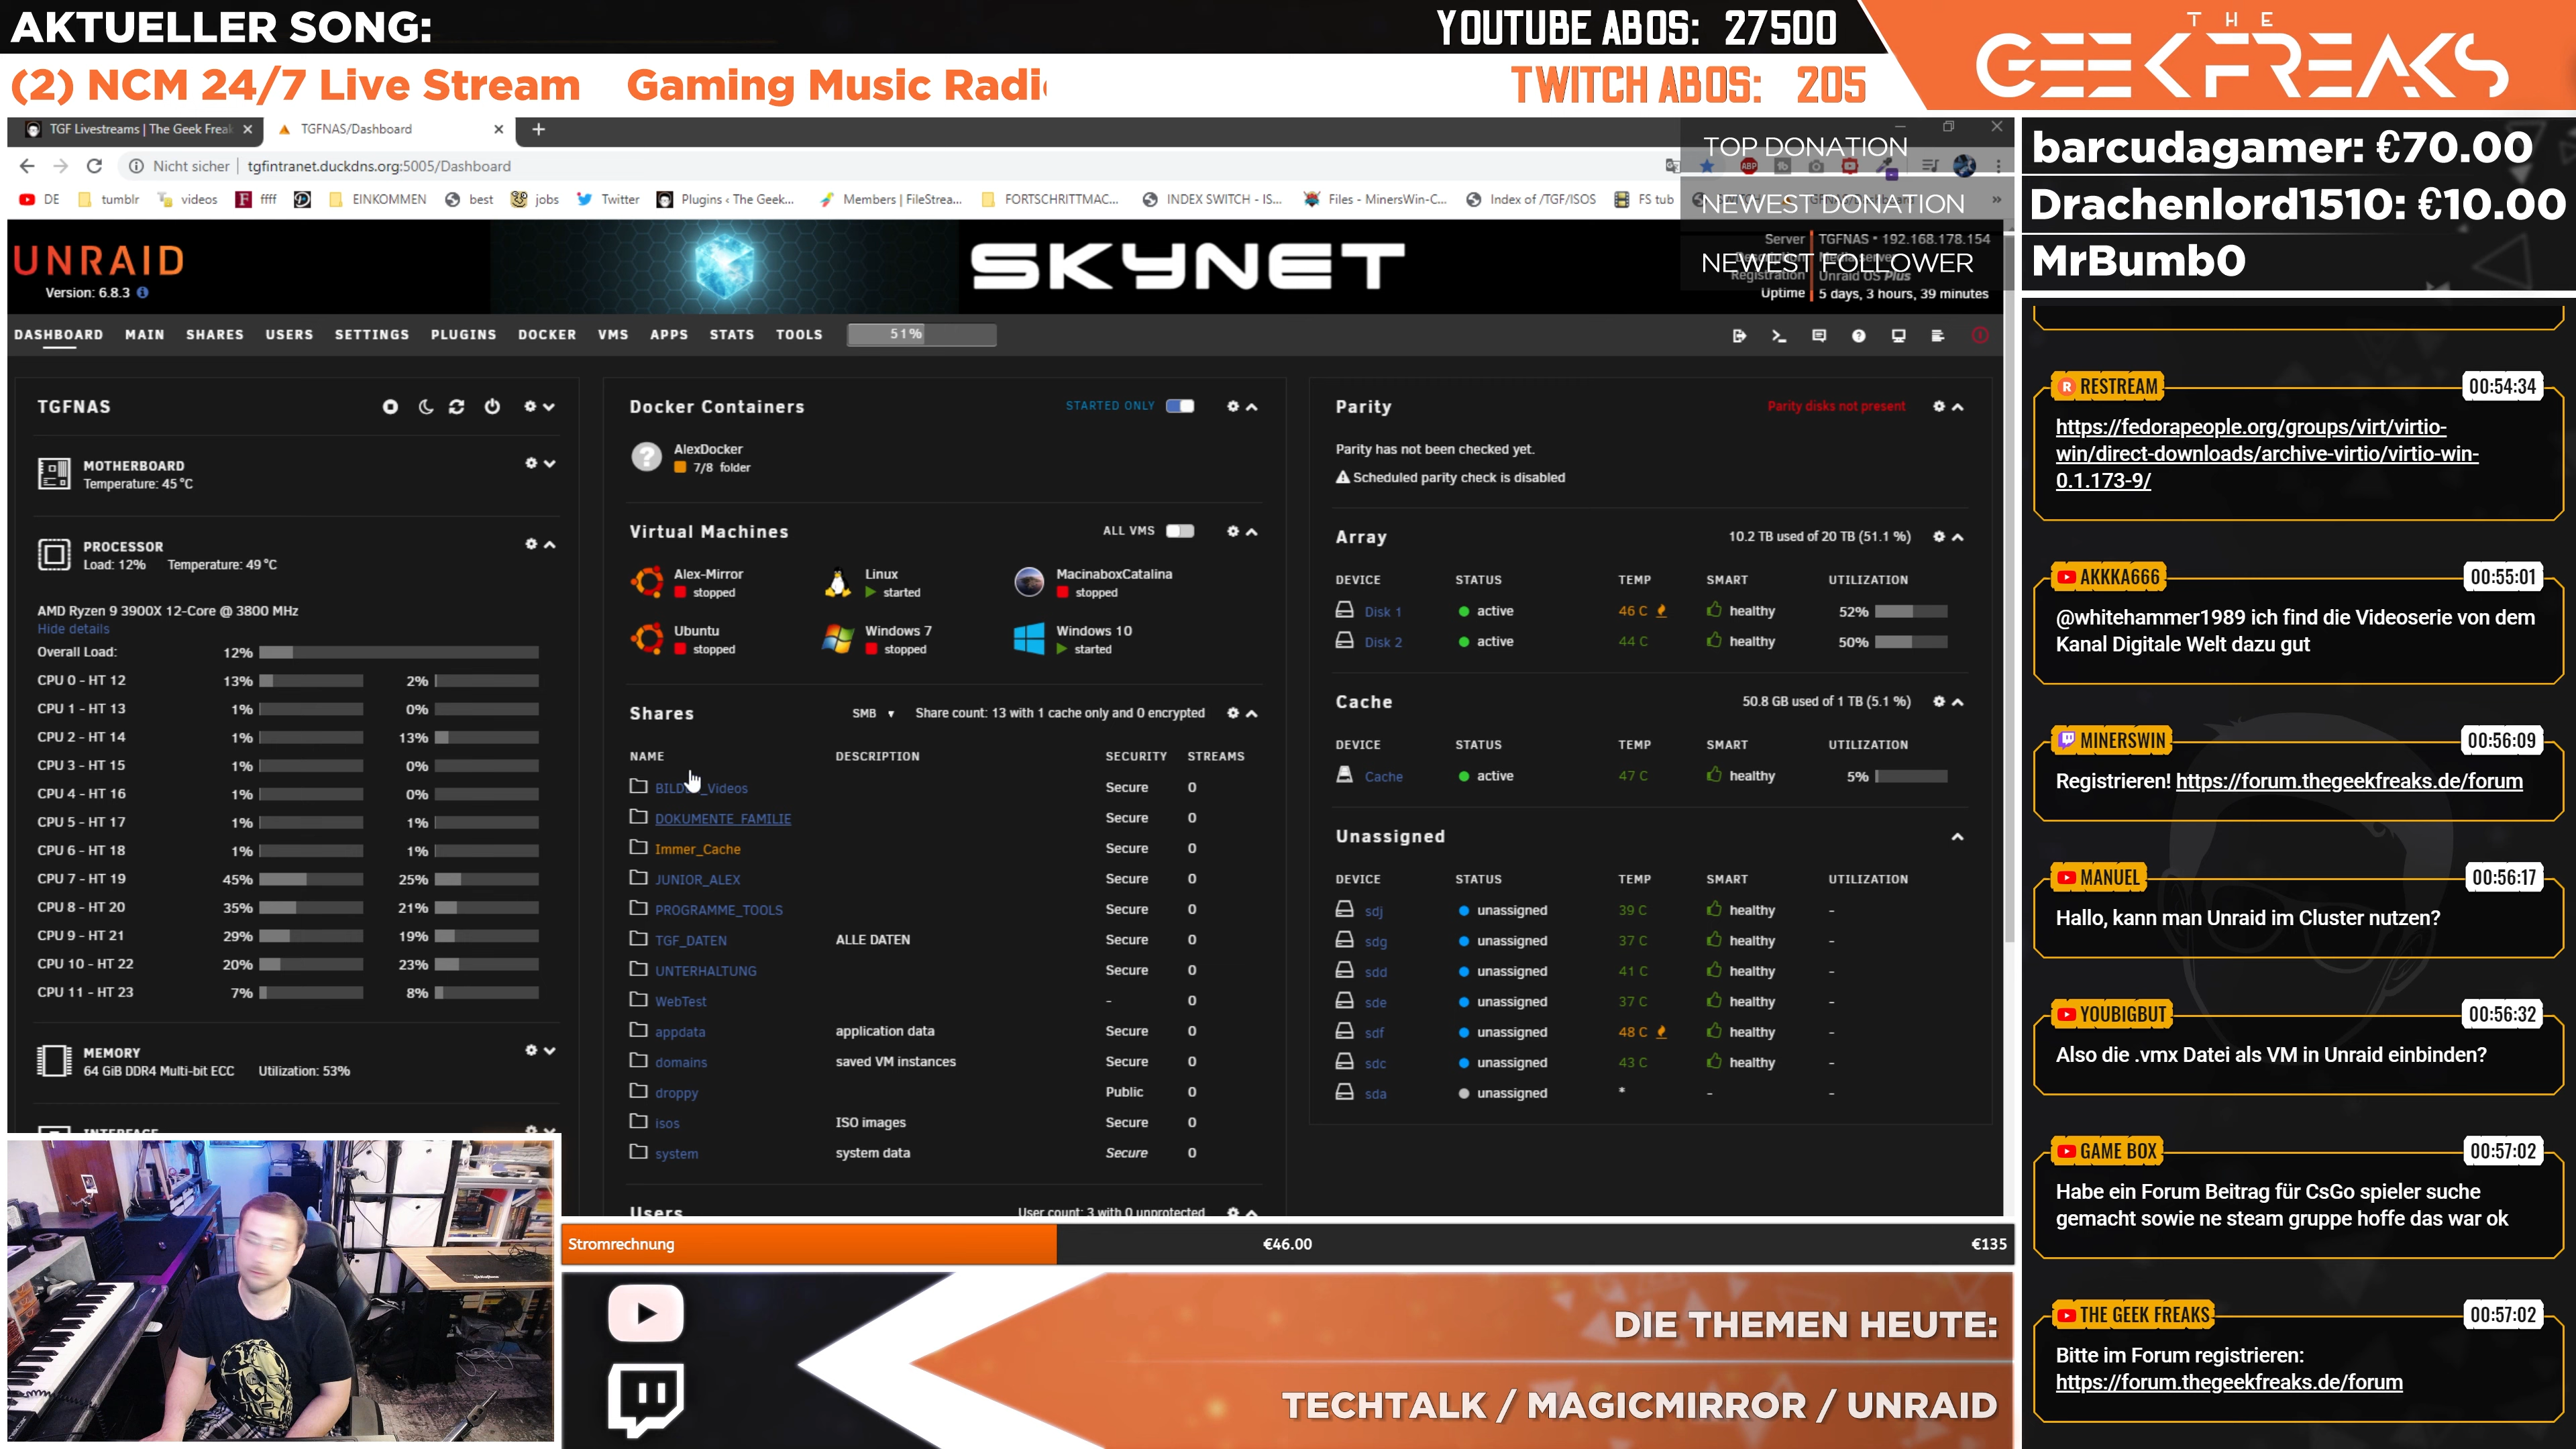 AKTUELLER SONG:
(2) NCM 24/7 Live Stream Gaming Music Radi
YOUTUBE ABOS: 27500
TWITCH ABOS: 205
THE
GEEKFREAKS
TGF Livestreams | The Geek Freak
TGFNAS/Dashboard
Nicht sicher | tgfintranet.duckdns.org:5005/Dashboard
DE tumblr videos ffff EINKOMMEN best jobs Twitter Plugins ‹ The Geek... Members | FileStrea... FORTSCHRITTMAC... INDEX SWITCH - IS... Files - MinersWin-C... Index of /TGF/ISOS FS tub
TOP DONATION
NEWEST DONATION
NEWEST FOLLOWER
barcudagamer: €70.00
Drachenlord1510: €10.00
MrBumb0
UNRAID
Version: 6.8.3
SKYNET
Server TGFNAS • 192.168.178.154
Registration Unraid OS Plus
Uptime 5 days, 3 hours, 39 minutes
DASHBOARD MAIN SHARES USERS SETTINGS PLUGINS DOCKER VMS APPS STATS TOOLS 51%
TGFNAS
MOTHERBOARD
Temperature: 45 °C
PROCESSOR
Load: 12% Temperature: 49 °C
AMD Ryzen 9 3900X 12-Core @ 3800 MHz
Hide details
Overall Load: 12%
CPU 0 - HT 12 13% 2%
CPU 1 - HT 13 1% 0%
CPU 2 - HT 14 1% 13%
CPU 3 - HT 15 1% 0%
CPU 4 - HT 16 1% 0%
CPU 5 - HT 17 1% 1%
CPU 6 - HT 18 1% 1%
CPU 7 - HT 19 45% 25%
CPU 8 - HT 20 35% 21%
CPU 9 - HT 21 29% 19%
CPU 10 - HT 22 20% 23%
CPU 11 - HT 23 7% 8%
MEMORY
64 GiB DDR4 Multi-bit ECC Utilization: 53%
INTERFACE
Docker Containers STARTED ONLY
AlexDocker
7/8 folder
Virtual Machines ALL VMS
Alex-Mirror
stopped
Linux
started
MacinaboxCatalina
stopped
Ubuntu
stopped
Windows 7
stopped
Windows 10
started
Shares SMB Share count: 13 with 1 cache only and 0 encrypted
NAME DESCRIPTION SECURITY STREAMS
BILD _Videos Secure 0
DOKUMENTE_FAMILIE Secure 0
Immer_Cache Secure 0
JUNIOR_ALEX Secure 0
PROGRAMME_TOOLS Secure 0
TGF_DATEN ALLE DATEN Secure 0
UNTERHALTUNG Secure 0
WebTest - 0
appdata application data Secure 0
domains saved VM instances Secure 0
droppy Public 0
isos ISO images Secure 0
system system data Secure 0
Users User count: 3 with 0 unprotected
Parity Parity disks not present
Parity has not been checked yet.
Scheduled parity check is disabled
Array 10.2 TB used of 20 TB (51.1 %)
DEVICE STATUS TEMP SMART UTILIZATION
Disk 1 active 46 C healthy 52%
Disk 2 active 44 C healthy 50%
Cache 50.8 GB used of 1 TB (5.1 %)
DEVICE STATUS TEMP SMART UTILIZATION
Cache active 47 C healthy 5%
Unassigned
DEVICE STATUS TEMP SMART UTILIZATION
sdj unassigned 39 C healthy -
sdg unassigned 37 C healthy -
sdd unassigned 41 C healthy -
sde unassigned 37 C healthy -
sdf unassigned 48 C healthy -
sdc unassigned 43 C healthy -
sda unassigned * - -
RESTREAM 00:54:34
https://fedorapeople.org/groups/virt/virtio-
win/direct-downloads/archive-virtio/virtio-win-
0.1.173-9/
AKKKA666 00:55:01
@whitehammer1989 ich find die Videoserie von dem
Kanal Digitale Welt dazu gut
MINERSWIN 00:56:09
Registrieren! https://forum.thegeekfreaks.de/forum
MANUEL 00:56:17
Hallo, kann man Unraid im Cluster nutzen?
YOUBIGBUT 00:56:32
Also die .vmx Datei als VM in Unraid einbinden?
GAME BOX 00:57:02
Habe ein Forum Beitrag für CsGo spieler suche
gemacht sowie ne steam gruppe hoffe das war ok
THE GEEK FREAKS 00:57:02
Bitte im Forum registrieren:
https://forum.thegeekfreaks.de/forum
Stromrechnung €46.00 €135
DIE THEMEN HEUTE:
TECHTALK / MAGICMIRROR / UNRAID